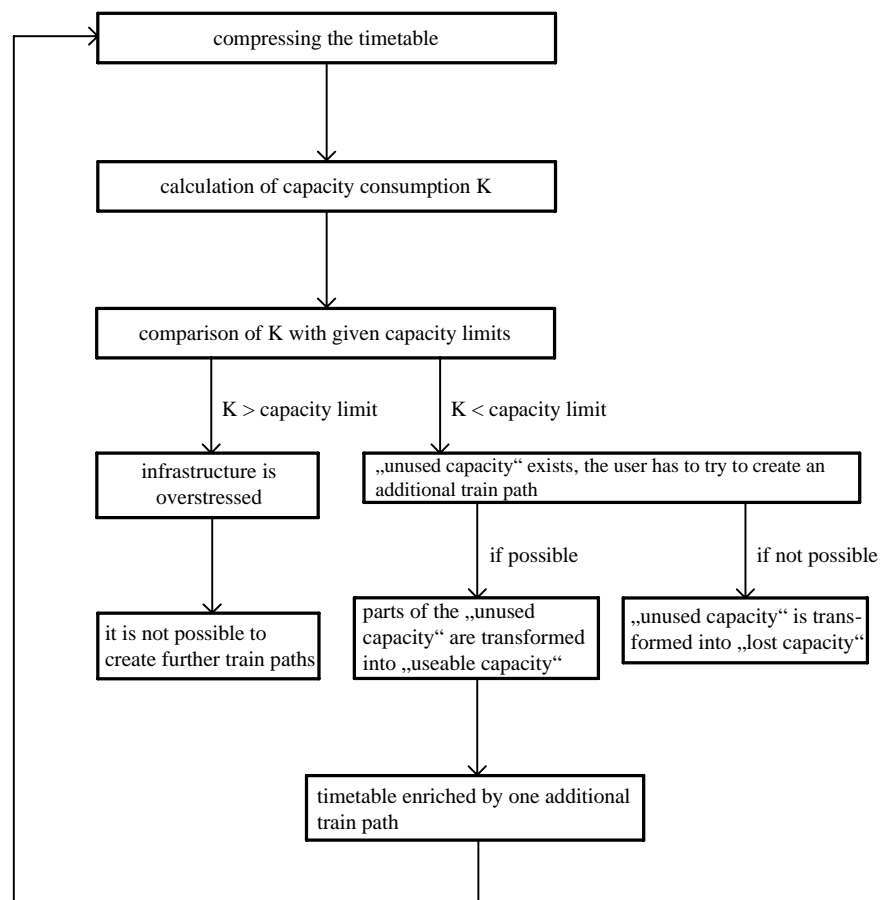 compressing the timetable
calculation of capacity consumption K
comparison of K with given capacity limits
K > capacity limit
K < capacity limit
infrastructure is
overstressed
„unused capacity“ exists, the user has to try to create an
additional train path
if possible
if not possible
it is not possible to
create further train paths
parts of the „unused
capacity“ are transformed
into „useable capacity“
„unused capacity“ is trans-
formed into „lost capacity“
timetable enriched by one additional
train path